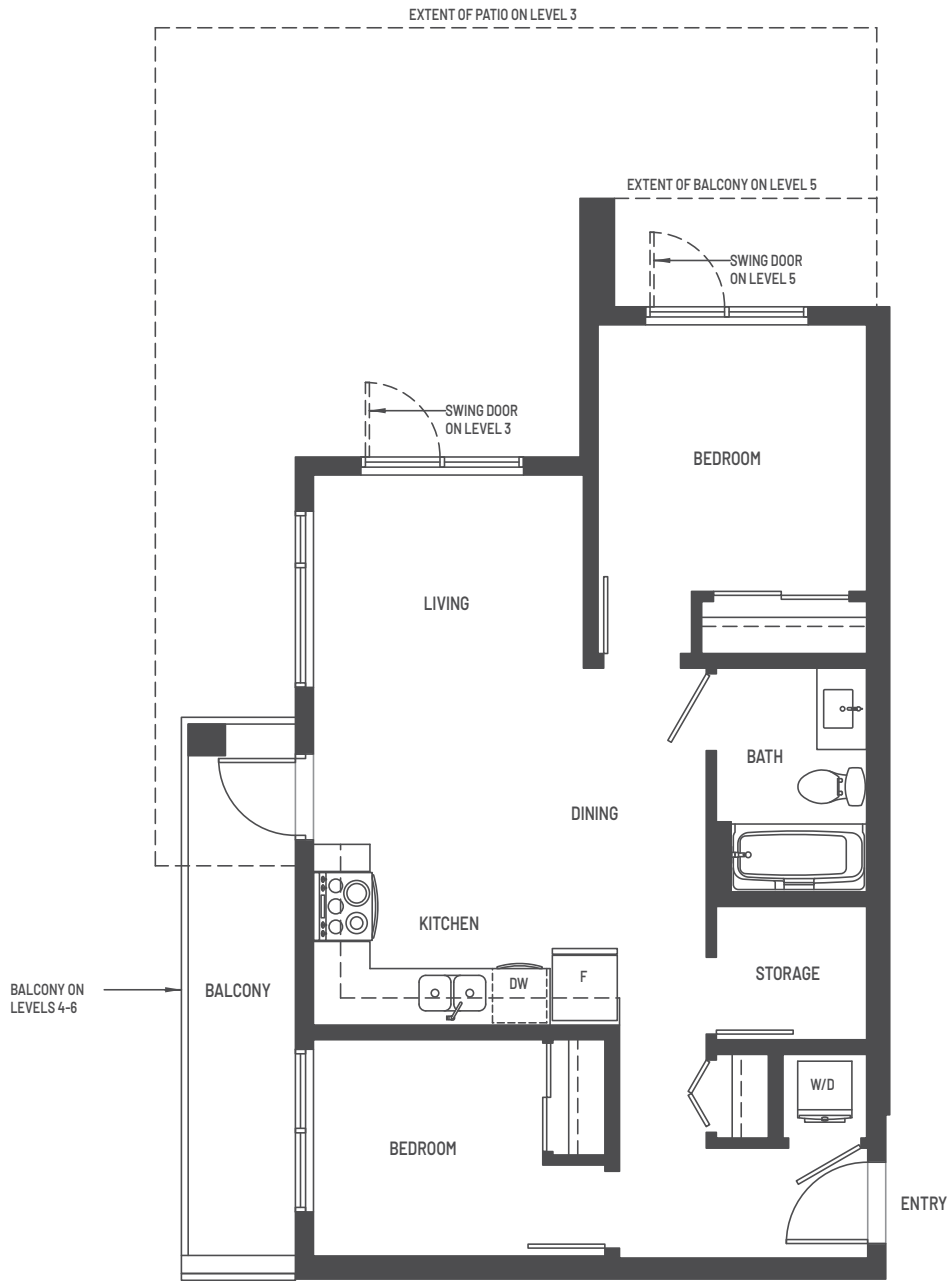 EXTENT OF PATIO ON LEVEL 3
EXTENT OF BALCONY ON LEVEL 5
SWING DOOR
ON LEVEL 5
SWING DOOR
ON LEVEL 3
BEDROOM
LIVING
BATH
DINING
KITCHEN
STORAGE
DW
F
BALCONY ON
LEVELS 4-6
BALCONY
W/D
BEDROOM
ENTRY